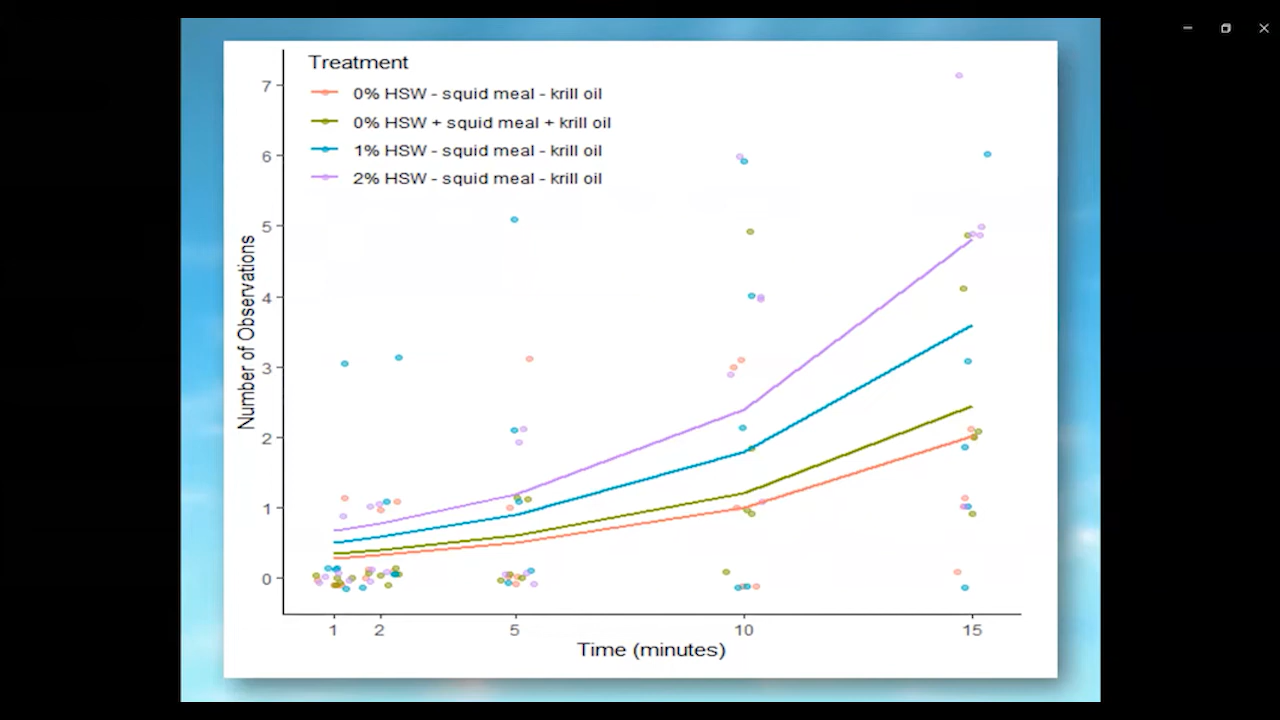 Treatment
0% HSW - squid meal - krill oil
0% HSW + squid meal + krill oil
1% HSW - squid meal - krill oil
2% HSW - squid meal - krill oil
7
6
5
4
3
2
1
0
Number of Observations
1 2 5 10 15
Time (minutes)